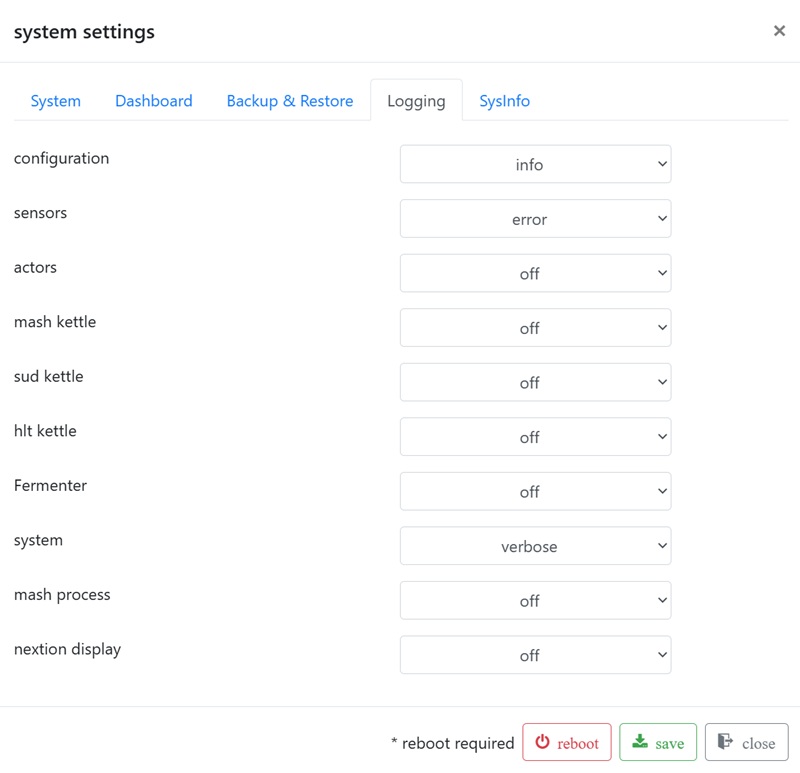 system settings ×
System Dashboard Backup & Restore Logging SysInfo
configuration info
sensors error
actors off
mash kettle off
sud kettle off
hlt kettle off
Fermenter off
system verbose
mash process off
nextion display off
* reboot required reboot save close